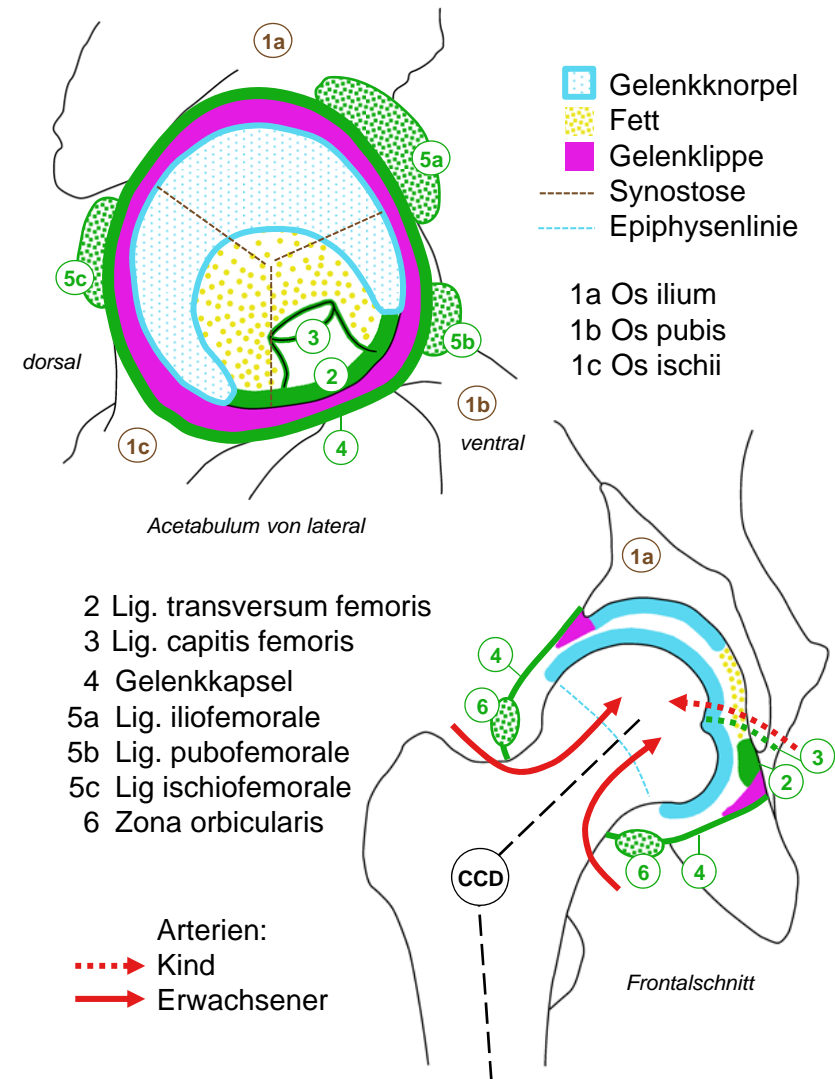 1a
5a
5c
3
5b
2
dorsal
1b
1c
4
ventral
Acetabulum von lateral
Gelenkknorpel
Fett
Gelenklippe
Synostose
Epiphysenlinie
1a Os ilium
1b Os pubis
1c Os ischii
2 Lig. transversum femoris
3 Lig. capitis femoris
4 Gelenkkapsel
5a Lig. iliofemorale
5b Lig. pubofemorale
5c Lig ischiofemorale
6 Zona orbicularis
1a
4
6
3
2
CCD
6
4
Frontalschnitt
Arterien:
Kind
Erwachsener